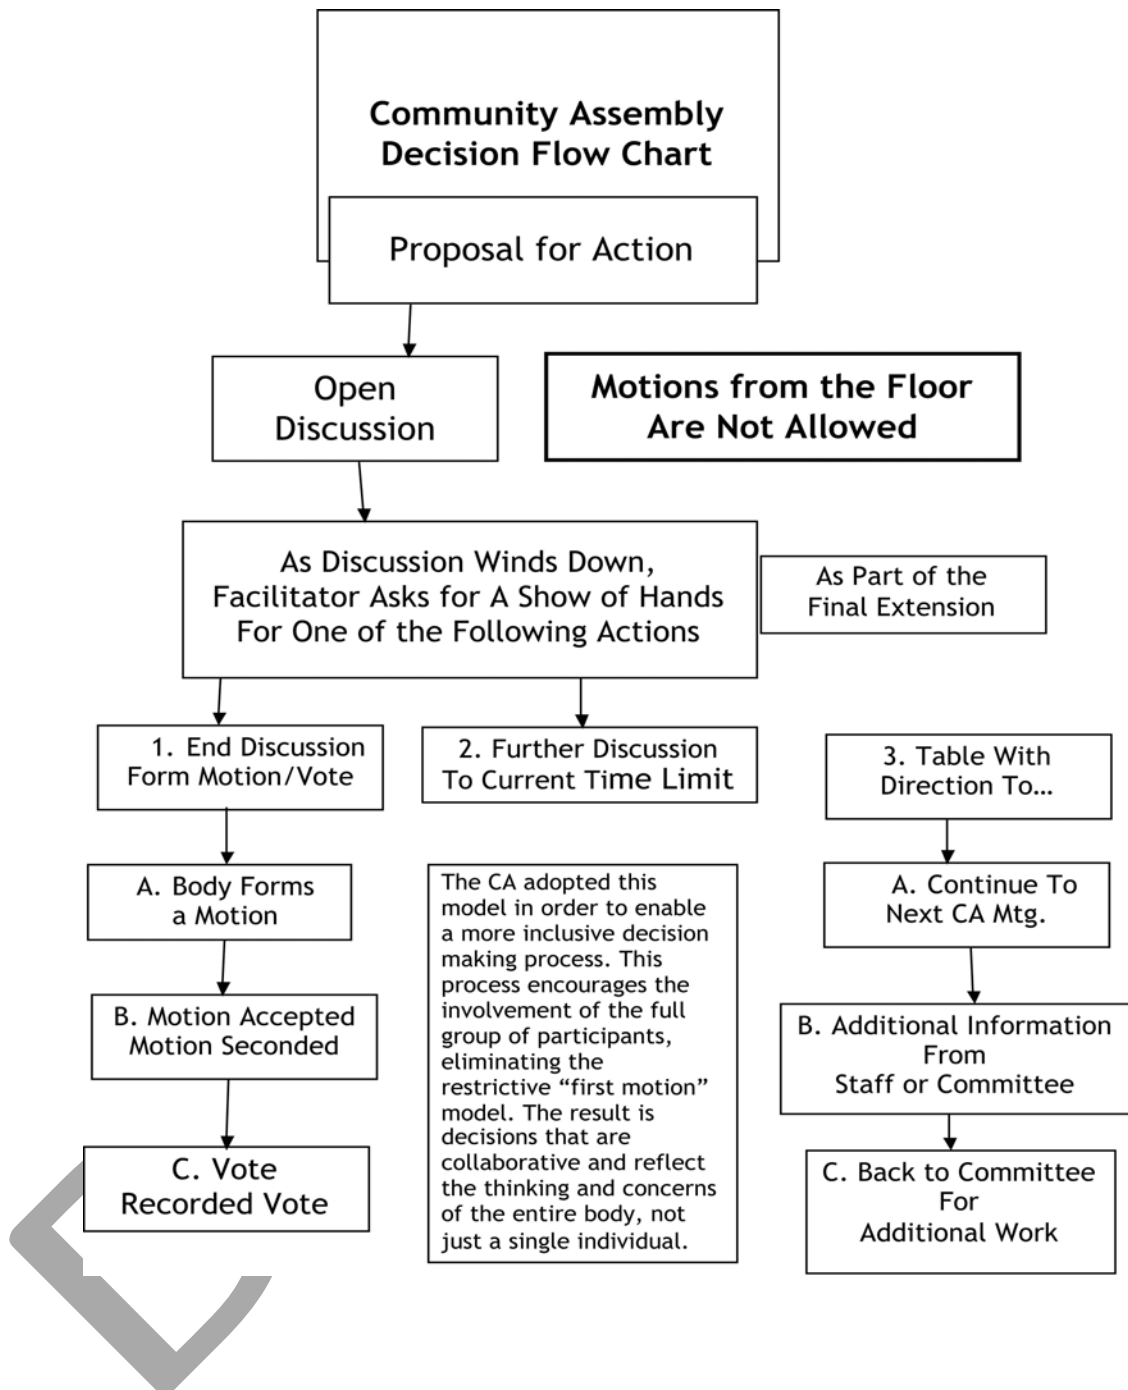 Community Assembly
Decision Flow Chart
Proposal for Action
Open
Discussion
Motions from the Floor
Are Not Allowed
As Discussion Winds Down,
Facilitator Asks for A Show of Hands
For One of the Following Actions
As Part of the
Final Extension
1. End Discussion
Form Motion/Vote
2. Further Discussion
To Current Time Limit
3. Table With
Direction To…
A. Body Forms
a Motion
B. Motion Accepted
Motion Seconded
C. Vote
Recorded Vote
The CA adopted this
model in order to enable
a more inclusive decision
making process. This
process encourages the
involvement of the full
group of participants,
eliminating the
restrictive “first motion”
model. The result is
decisions that are
collaborative and reflect
the thinking and concerns
of the entire body, not
just a single individual.
A. Continue To
Next CA Mtg.
B. Additional Information
From
Staff or Committee
C. Back to Committee
For
Additional Work